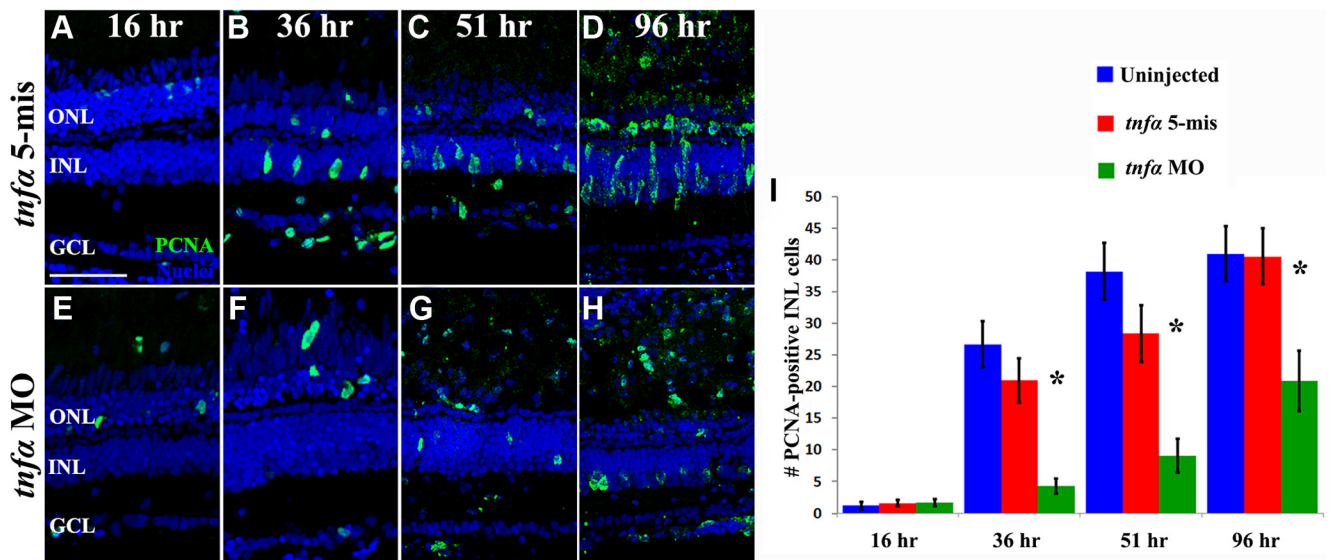 A 16 hr
B 36 hr
C 51 hr
D 96 hr
tnfα 5-mis
ONL
INL
GCL
PCNA
Nuclei
E
F
G
H
tnfα MO
ONL
INL
GCL
Uninjected
tnfα 5-mis
tnfα MO
I
# PCNA-positive INL cells
50
45
40
35
30
25
20
15
10
5
0
*
*
*
16 hr
36 hr
51 hr
96 hr